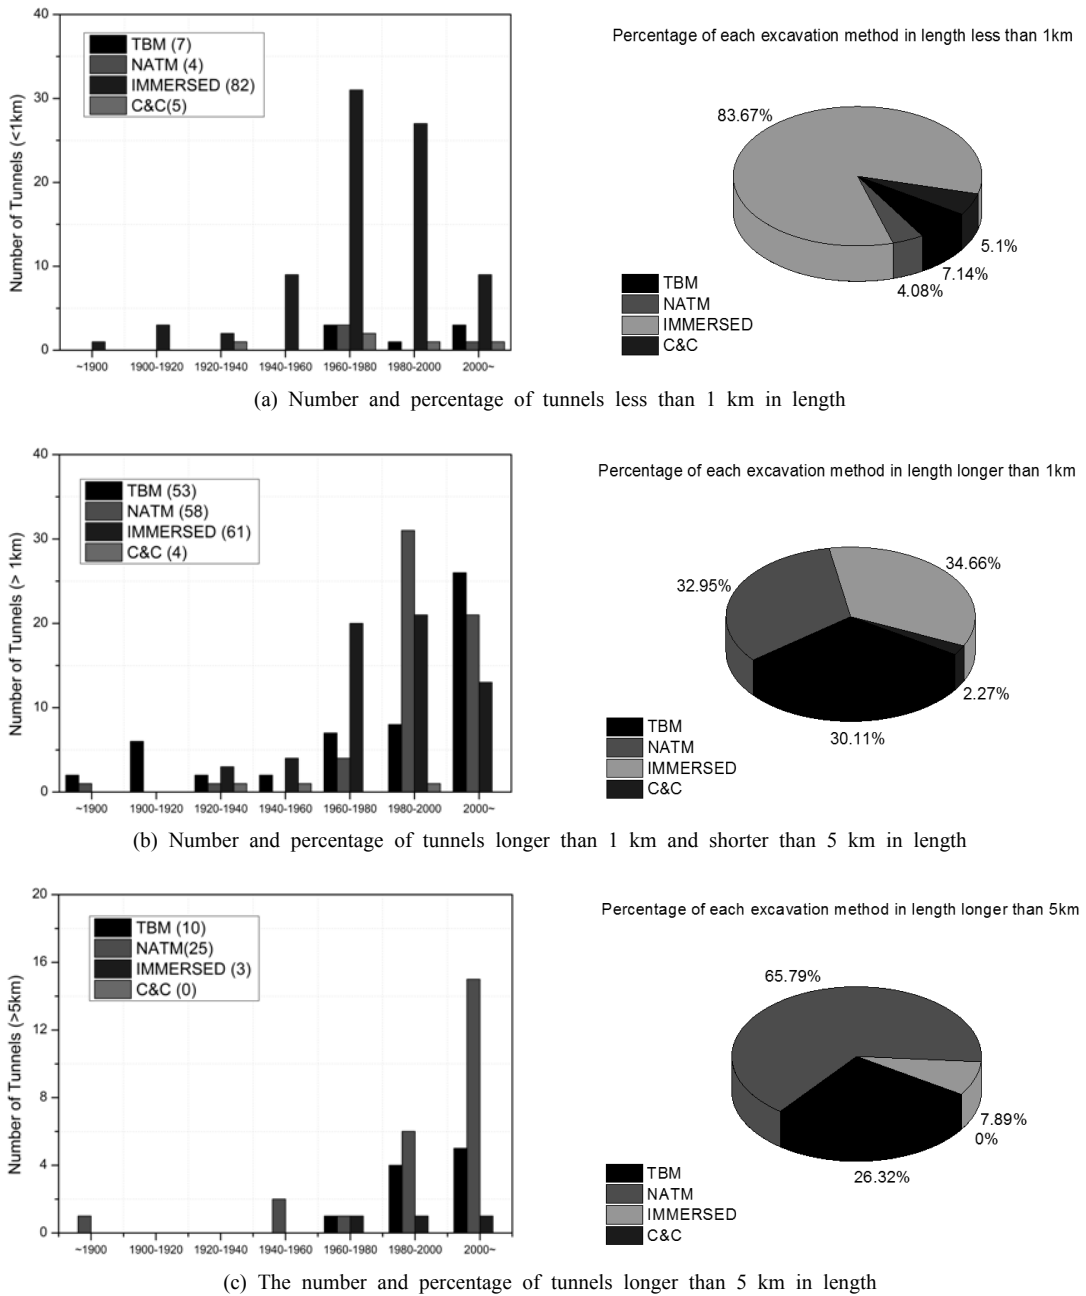 40
30
20
10
0
Number of Tunnels (<1km)
TBM (7)
NATM (4)
IMMERSED (82)
C&C(5)
~1900 1900-1920 1920-1940 1940-1960 1960-1980 1980-2000 2000~
Percentage of each excavation method in length less than 1km
83.67%
5.1%
7.14%
4.08%
TBM
NATM
IMMERSED
C&C
(a) Number and percentage of tunnels less than 1 km in length
40
30
20
10
0
Number of Tunnels (> 1km)
TBM (53)
NATM (58)
IMMERSED (61)
C&C (4)
~1900 1900-1920 1920-1940 1940-1960 1960-1980 1980-2000 2000~
Percentage of each excavation method in length longer than 1km
34.66%
32.95%
2.27%
30.11%
TBM
NATM
IMMERSED
C&C
(b) Number and percentage of tunnels longer than 1 km and shorter than 5 km in length
20
16
12
8
4
0
Number of Tunnels (>5km)
TBM (10)
NATM(25)
IMMERSED (3)
C&C (0)
~1900 1900-1920 1920-1940 1940-1960 1960-1980 1980-2000 2000~
Percentage of each excavation method in length longer than 5km
65.79%
7.89%
0%
26.32%
TBM
NATM
IMMERSED
C&C
(c) The number and percentage of tunnels longer than 5 km in length